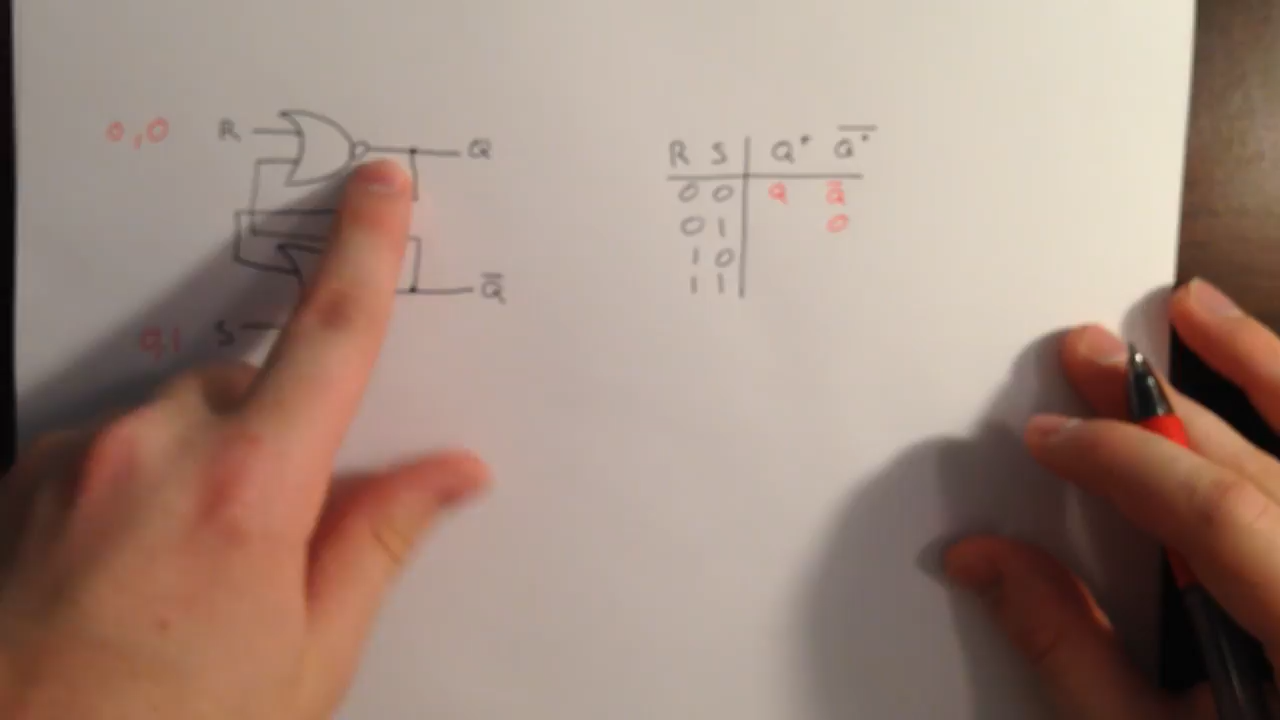 0,0 R Q
Q̅
0,1 S
R S Q⁺ Q̅⁺
0 0 Q Q̅
0 1 0
1 0
1 1